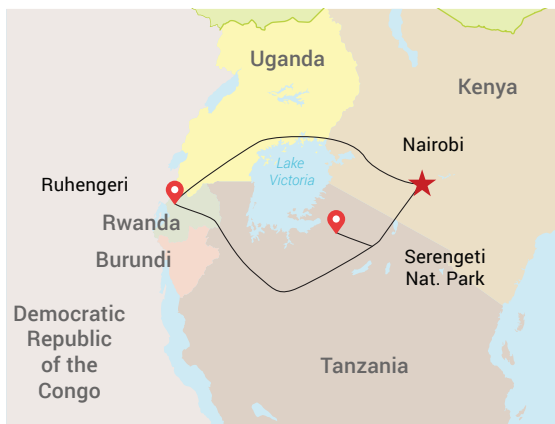 Uganda
Kenya
Nairobi
Lake
Victoria
Ruhengeri
Rwanda
Burundi
Serengeti
Nat. Park
Democratic
Republic
of the
Congo
Tanzania